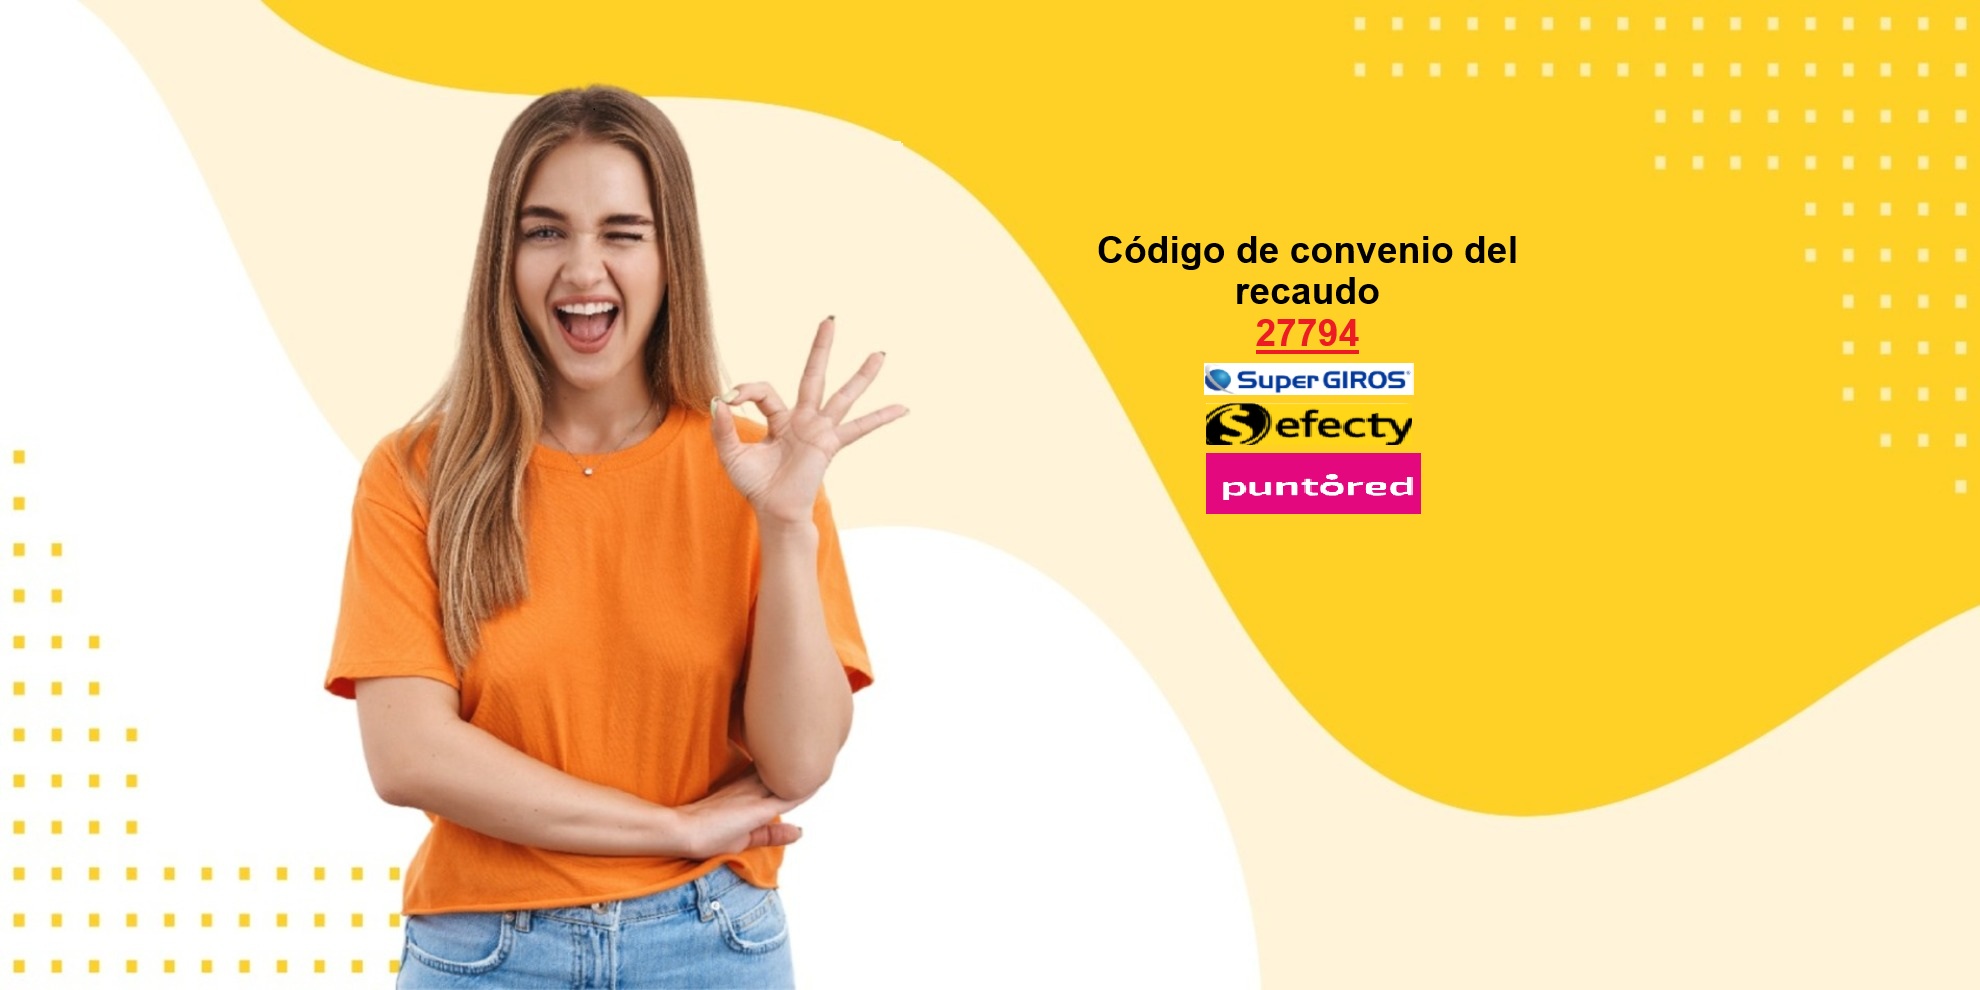 Código de convenio del
recaudo
27794
Super GIROS
efecty
puntored